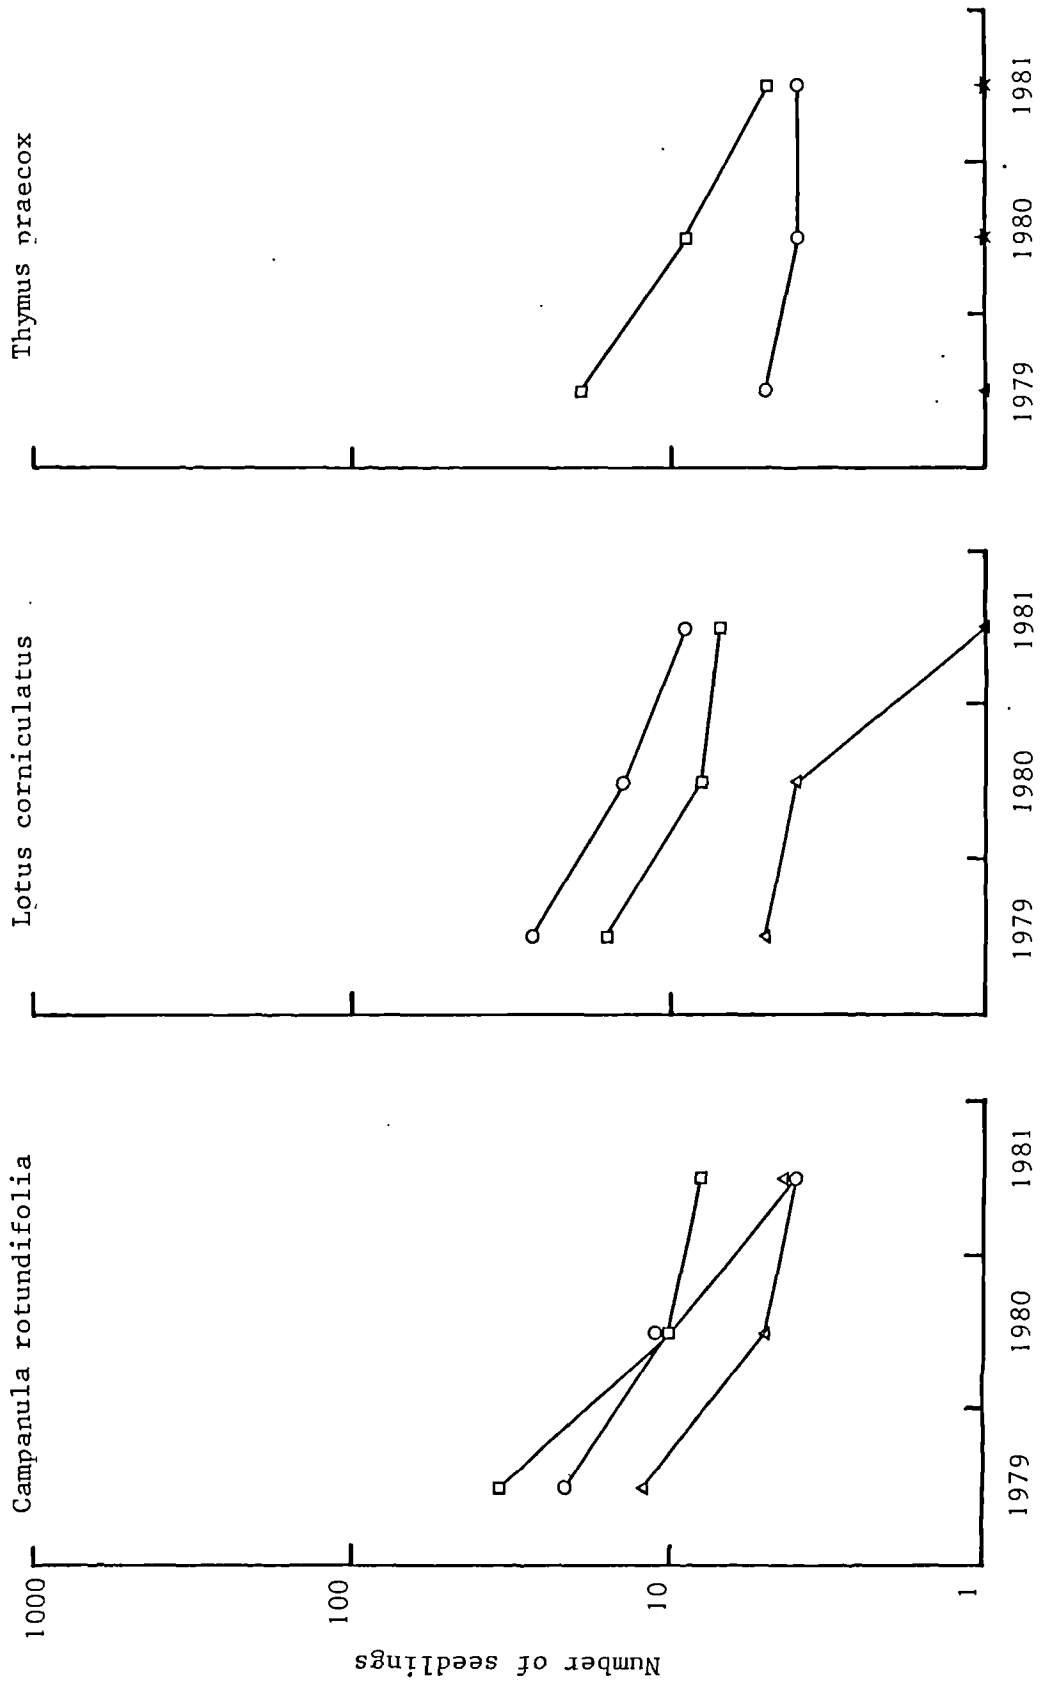 Campanula rotundifolia
Lotus corniculatus
Thymus praecox
Number of seedlings
1000
100
10
1
1979 1980 1981
1979 1980 1981
1979 1980 1981